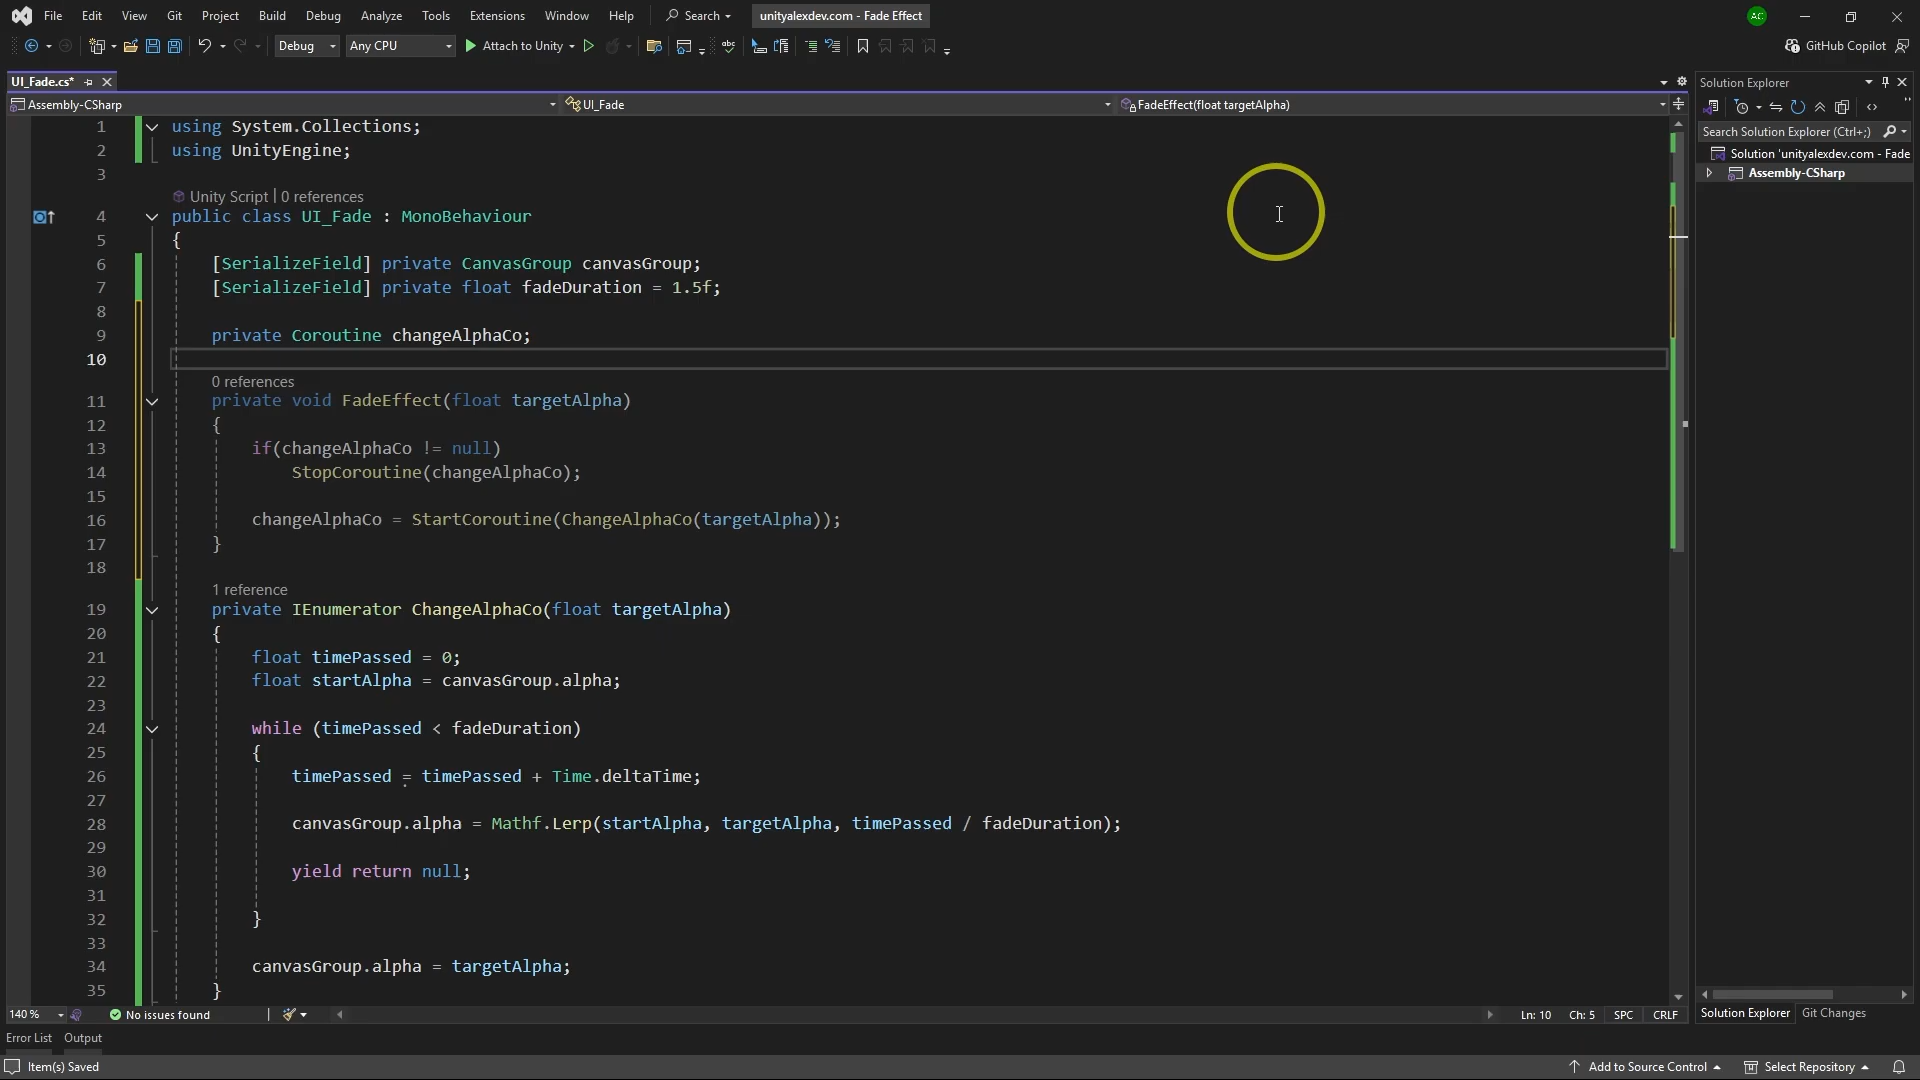 File Edit View Git Project Build Debug Analyze Tools Extensions Window Help Search unityalexdev.com - Fade Effect AC
Debug Any CPU Attach to Unity GitHub Copilot
UI_Fade.cs* Solution Explorer
Assembly-CSharp UI_Fade FadeEffect(float targetAlpha)
Search Solution Explorer (Ctrl+;)
Solution 'unityalexdev.com - Fade
Assembly-CSharp
1 using System.Collections;
2 using UnityEngine;
3
Unity Script | 0 references
4 public class UI_Fade : MonoBehaviour
5 {
6 [SerializeField] private CanvasGroup canvasGroup;
7 [SerializeField] private float fadeDuration = 1.5f;
8
9 private Coroutine changeAlphaCo;
10
0 references
11 private void FadeEffect(float targetAlpha)
12 {
13 if(changeAlphaCo != null)
14 StopCoroutine(changeAlphaCo);
15
16 changeAlphaCo = StartCoroutine(ChangeAlphaCo(targetAlpha));
17 }
18
1 reference
19 private IEnumerator ChangeAlphaCo(float targetAlpha)
20 {
21 float timePassed = 0;
22 float startAlpha = canvasGroup.alpha;
23
24 while (timePassed < fadeDuration)
25 {
26 timePassed = timePassed + Time.deltaTime;
27
28 canvasGroup.alpha = Mathf.Lerp(startAlpha, targetAlpha, timePassed / fadeDuration);
29
30 yield return null;
31
32 }
33
34 canvasGroup.alpha = targetAlpha;
35 }
140 % No issues found Ln: 10 Ch: 5 SPC CRLF Solution Explorer Git Changes
Error List Output
Item(s) Saved Add to Source Control Select Repository